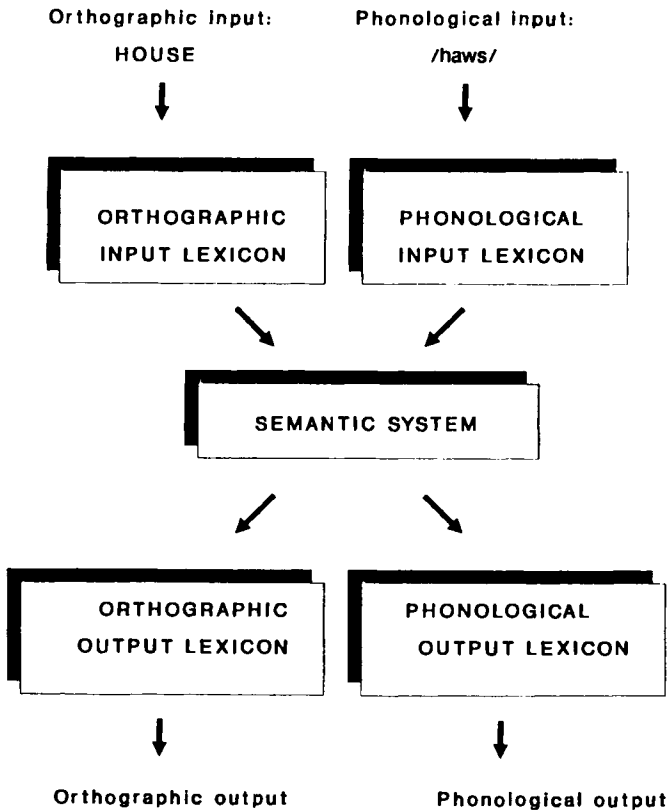 Orthographic input:
HOUSE
Phonological input:
/haws/
ORTHOGRAPHIC
INPUT LEXICON
PHONOLOGICAL
INPUT LEXICON
SEMANTIC SYSTEM
ORTHOGRAPHIC
OUTPUT LEXICON
PHONOLOGICAL
OUTPUT LEXICON
Orthographic output
Phonological output